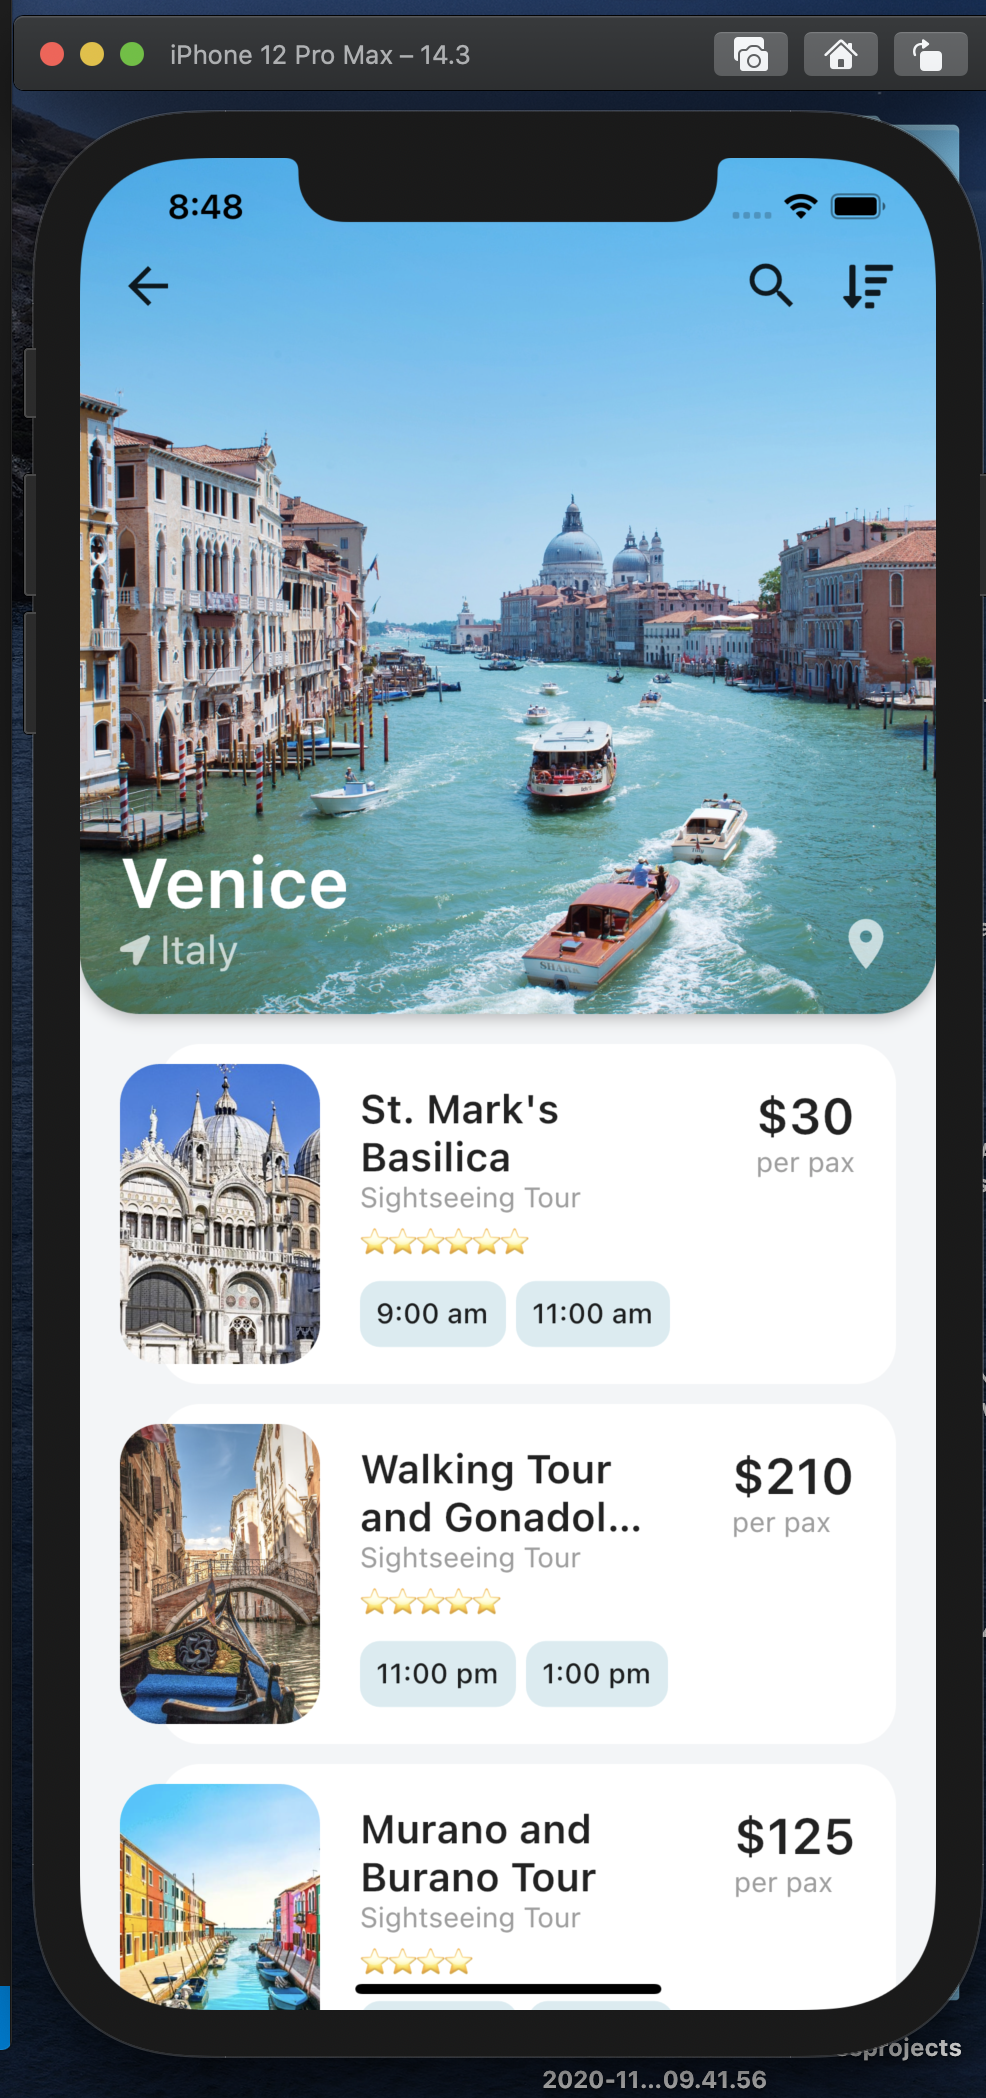 iPhone 12 Pro Max – 14.3
8:48
Venice
Italy
SHARK
St. Mark's
Basilica
$30
per pax
Sightseeing Tour
9:00 am
11:00 am
Walking Tour
and Gonadol...
$210
per pax
Sightseeing Tour
11:00 pm
1:00 pm
Murano and
Burano Tour
$125
per pax
Sightseeing Tour
2020-11...09.41.56